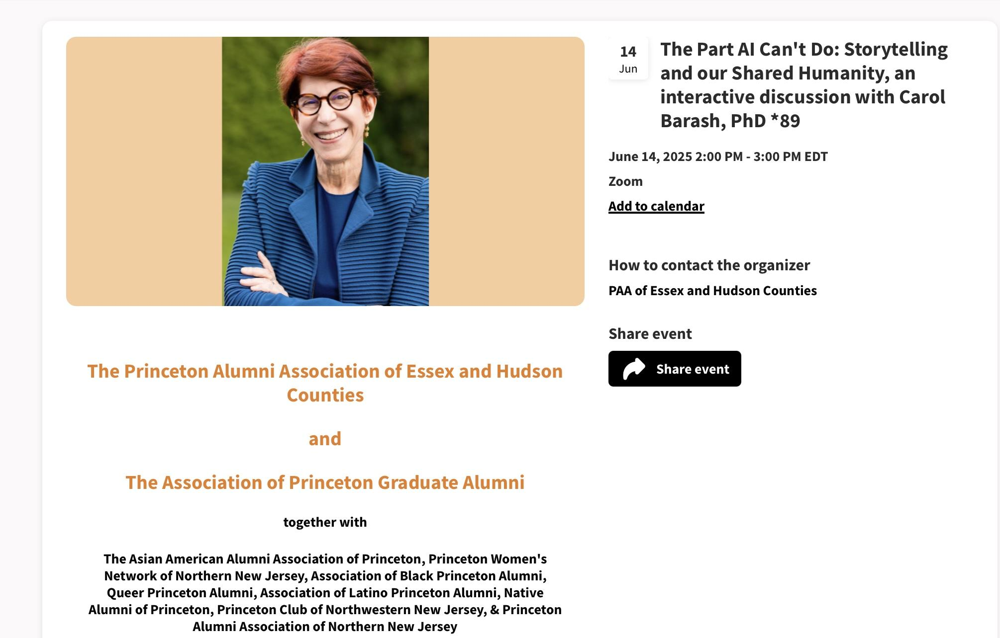 14
Jun
The Part AI Can't Do: Storytelling
and our Shared Humanity, an
interactive discussion with Carol
Barash, PhD *89
June 14, 2025 2:00 PM - 3:00 PM EDT
Zoom
Add to calendar
How to contact the organizer
PAA of Essex and Hudson Counties
Share event
Share event
The Princeton Alumni Association of Essex and Hudson
Counties
and
The Association of Princeton Graduate Alumni
together with
The Asian American Alumni Association of Princeton, Princeton Women's
Network of Northern New Jersey, Association of Black Princeton Alumni,
Queer Princeton Alumni, Association of Latino Princeton Alumni, Native
Alumni of Princeton, Princeton Club of Northwestern New Jersey, & Princeton
Alumni Association of Northern New Jersey